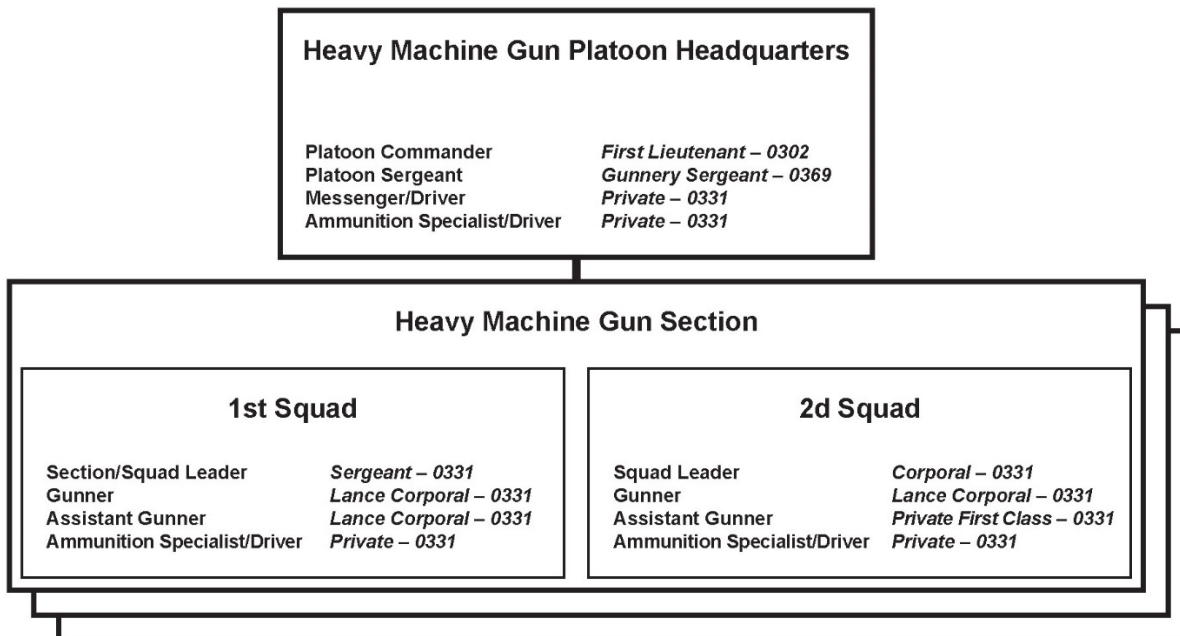 Heavy Machine Gun Platoon Headquarters
Platoon Commander First Lieutenant – 0302
Platoon Sergeant Gunnery Sergeant – 0369
Messenger/Driver Private – 0331
Ammunition Specialist/Driver Private – 0331
Heavy Machine Gun Section
1st Squad
Section/Squad Leader Sergeant – 0331
Gunner Lance Corporal – 0331
Assistant Gunner Lance Corporal – 0331
Ammunition Specialist/Driver Private – 0331
2d Squad
Squad Leader Corporal – 0331
Gunner Lance Corporal – 0331
Assistant Gunner Private First Class – 0331
Ammunition Specialist/Driver Private – 0331